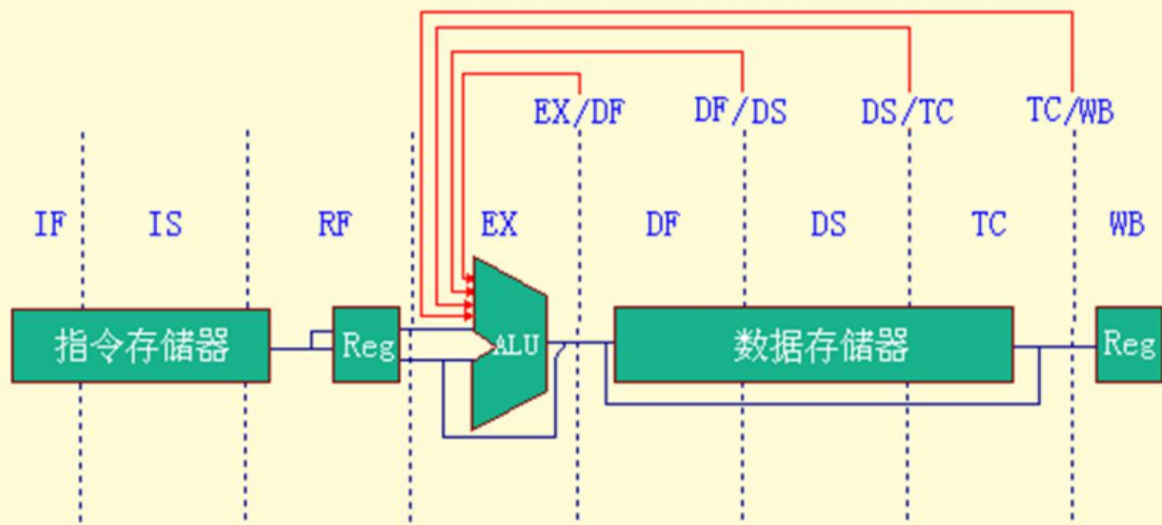 EX/DF DF/DS DS/TC TC/WB
IF IS RF EX DF DS TC WB
指令存储器 Reg ALU 数据存储器 Reg